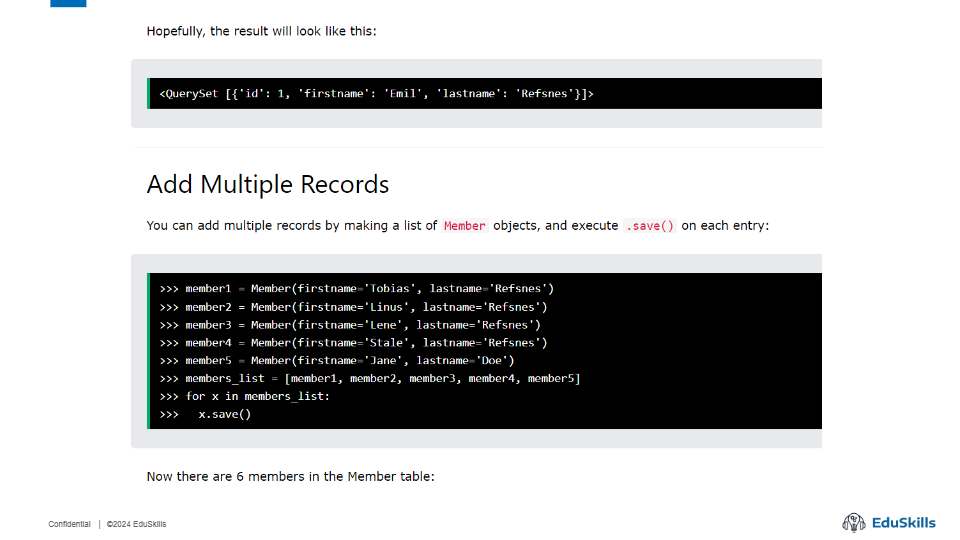 Hopefully, the result will look like this:
<QuerySet [{'id': 1, 'firstname': 'Emil', 'lastname': 'Refsnes'}]>
Add Multiple Records
You can add multiple records by making a list of Member objects, and execute .save() on each entry:
>>> member1 = Member(firstname='Tobias', lastname='Refsnes')
>>> member2 = Member(firstname='Linus', lastname='Refsnes')
>>> member3 = Member(firstname='Lene', lastname='Refsnes')
>>> member4 = Member(firstname='Stale', lastname='Refsnes')
>>> member5 = Member(firstname='Jane', lastname='Doe')
>>> members_list = [member1, member2, member3, member4, member5]
>>> for x in members_list:
>>>   x.save()
Now there are 6 members in the Member table:
Confidential | ©2024 EduSkills
EduSkills